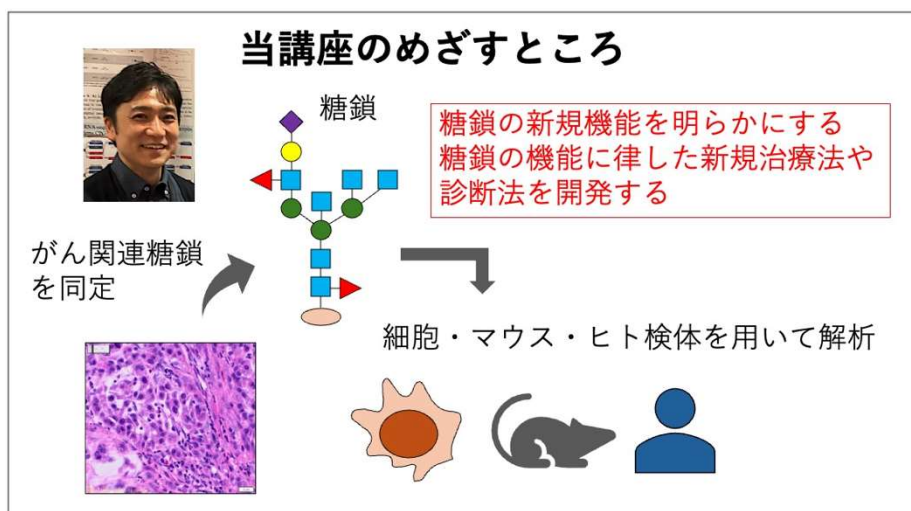 当講座のめざすところ
糖鎖
糖鎖の新規機能を明らかにする
糖鎖の機能に律した新規治療法や
診断法を開発する
がん関連糖鎖
を同定
細胞・マウス・ヒト検体を用いて解析